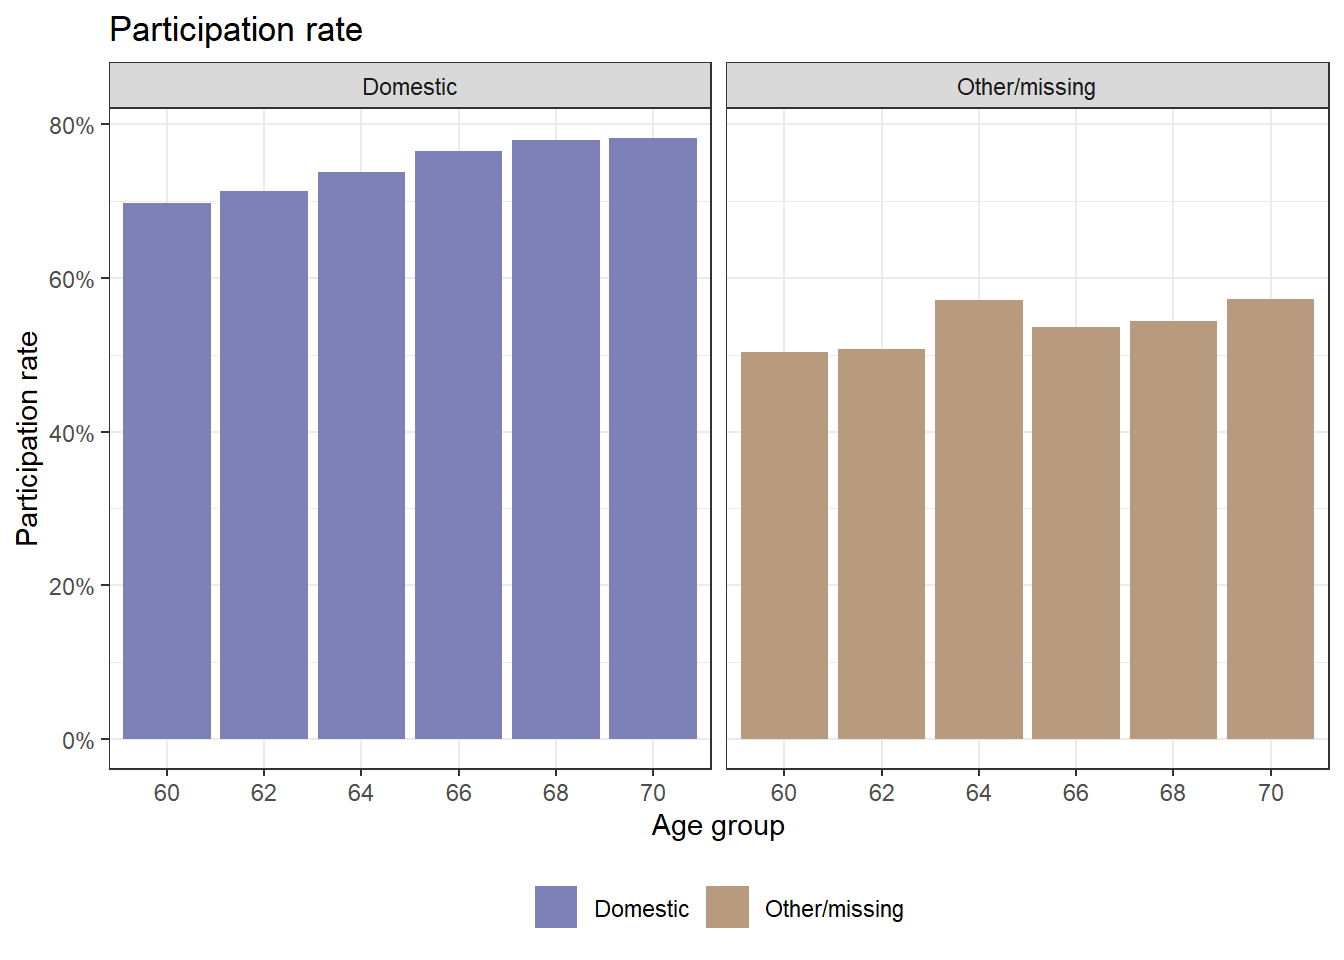 Participation rate
Domestic
Other/missing
Participation rate
80%
60%
40%
20%
0%
60 62 64 66 68 70
60 62 64 66 68 70
Age group
Domestic
Other/missing